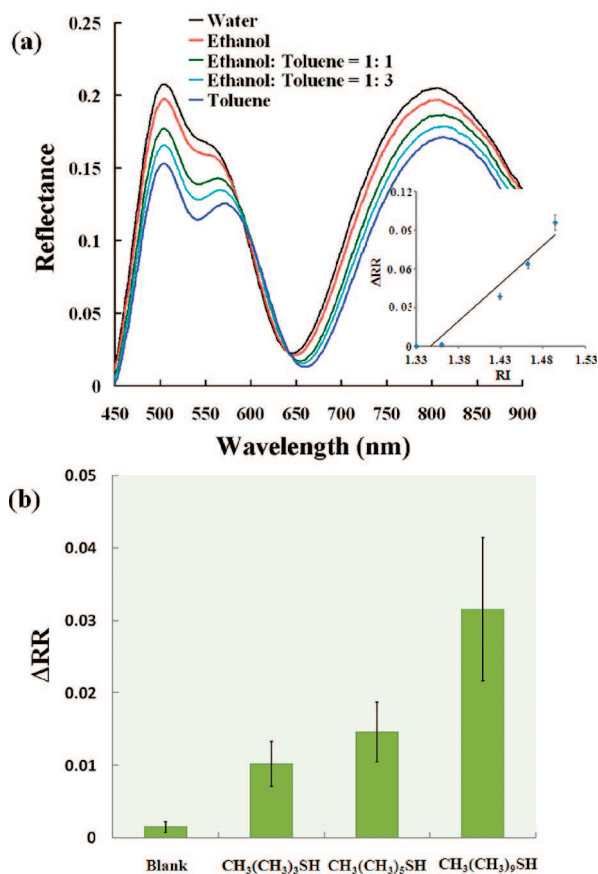 (a)
Water
Ethanol
Ethanol: Toluene = 1: 1
Ethanol: Toluene = 1: 3
Toluene
Reflectance
0.25
0.2
0.15
0.1
0.05
0
450 500 550 600 650 700 750 800 850 900
Wavelength (nm)
ΔRR
0.12
0.09
0.06
0.03
0
1.33 1.38 1.43 1.48 1.53
RI
(b)
ΔRR
0.05
0.04
0.03
0.02
0.01
0
Blank CH₃(CH₃)₃SH CH₃(CH₃)₅SH CH₃(CH₃)₉SH